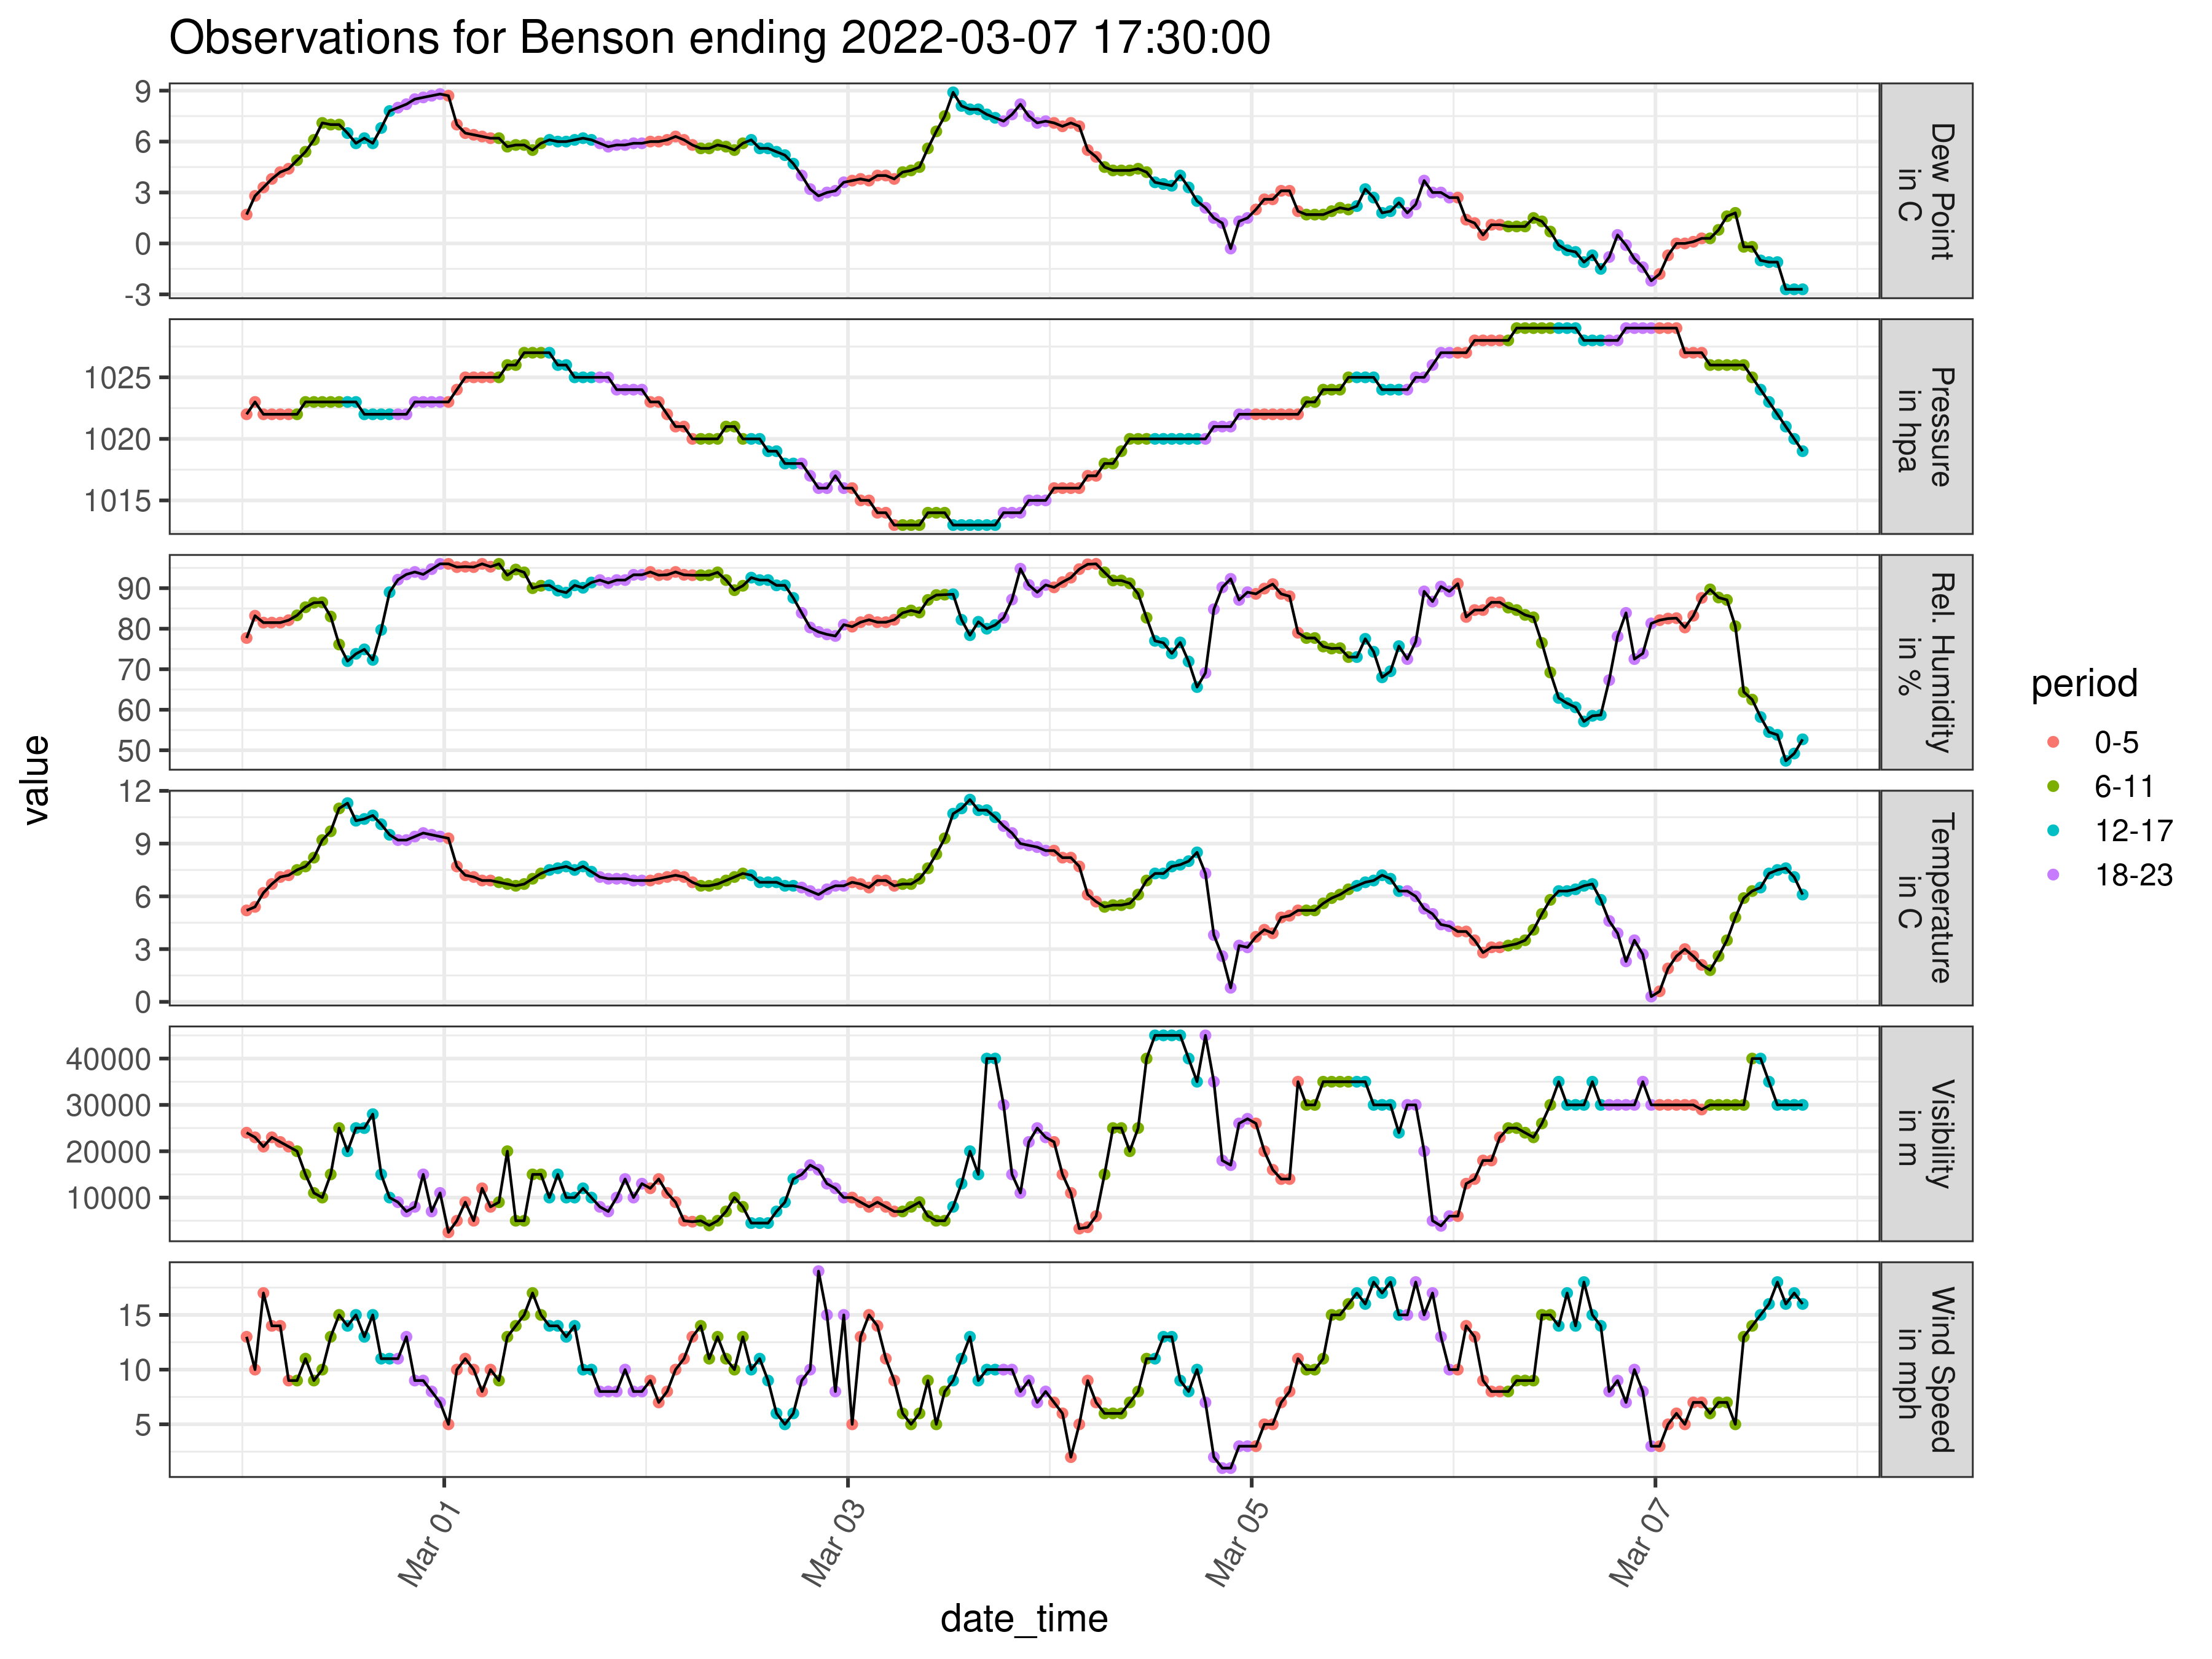 Observations for Benson ending 2022-03-07 17:30:00
value
9
6
3
0
-3
Dew Point
in C
1025
1020
1015
Pressure
in hpa
90
80
70
60
50
Rel. Humidity
in %
12
9
6
3
0
Temperature
in C
40000
30000
20000
10000
Visibility
in m
15
10
5
Wind Speed
in mph
Mar 01
Mar 03
Mar 05
Mar 07
date_time
period
0-5
6-11
12-17
18-23